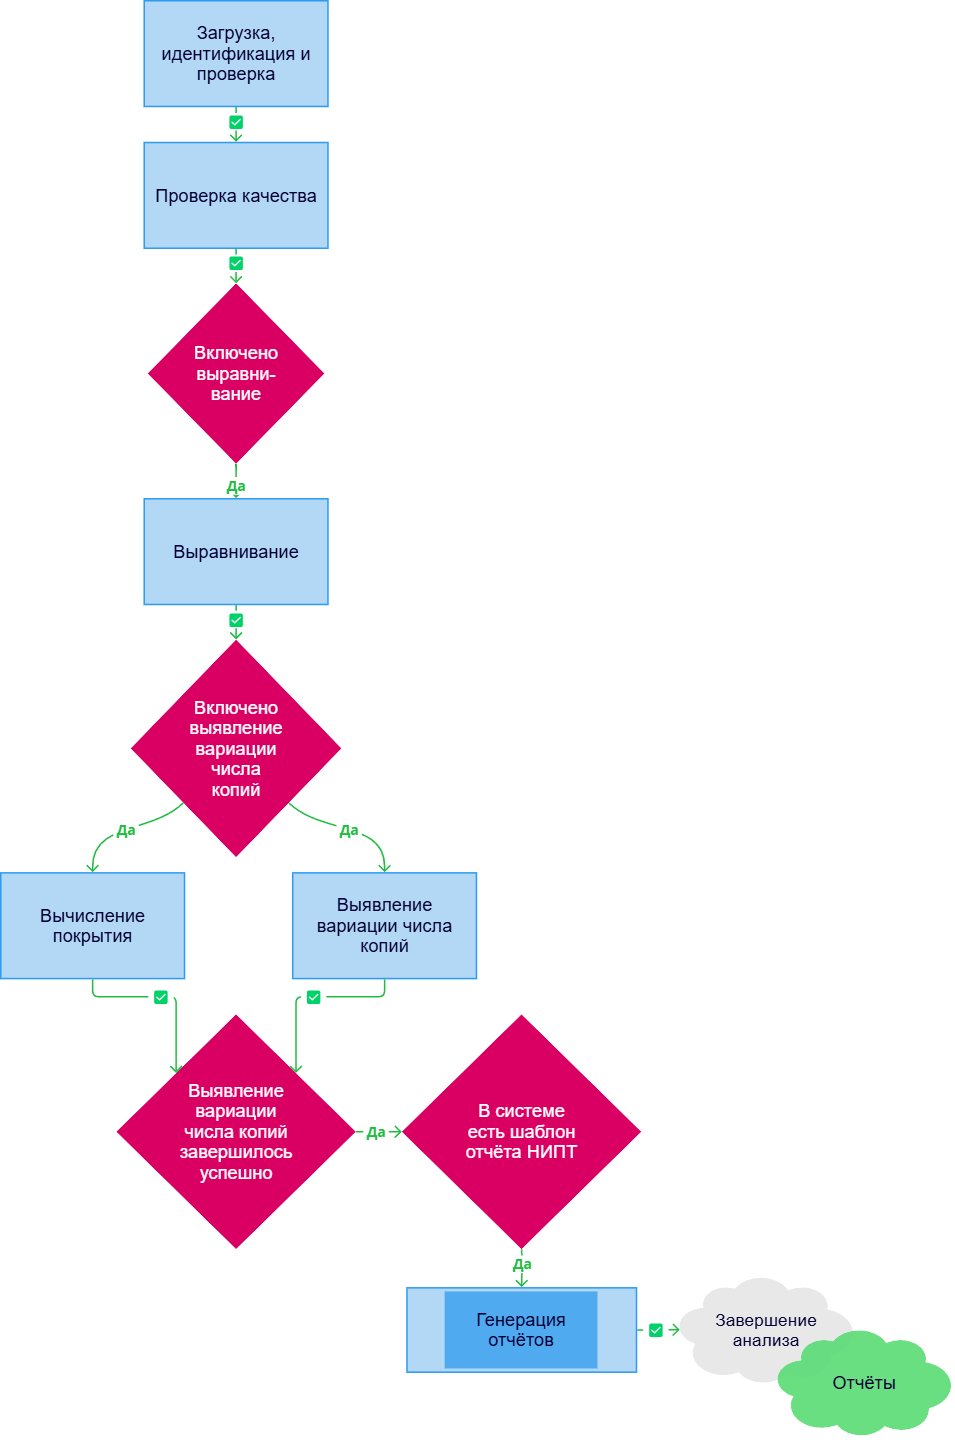 Загрузка,
идентификация и
проверка
Проверка качества
Включено
выравни-
вание
Да
Выравнивание
Включено
выявление
вариации
числа
копий
Да
Да
Вычисление
покрытия
Выявление
вариации числа
копий
Выявление
вариации
числа копий
завершилось
успешно
Да
В системе
есть шаблон
отчёта НИПТ
Да
Генерация
отчётов
Завершение
анализа
Отчёты